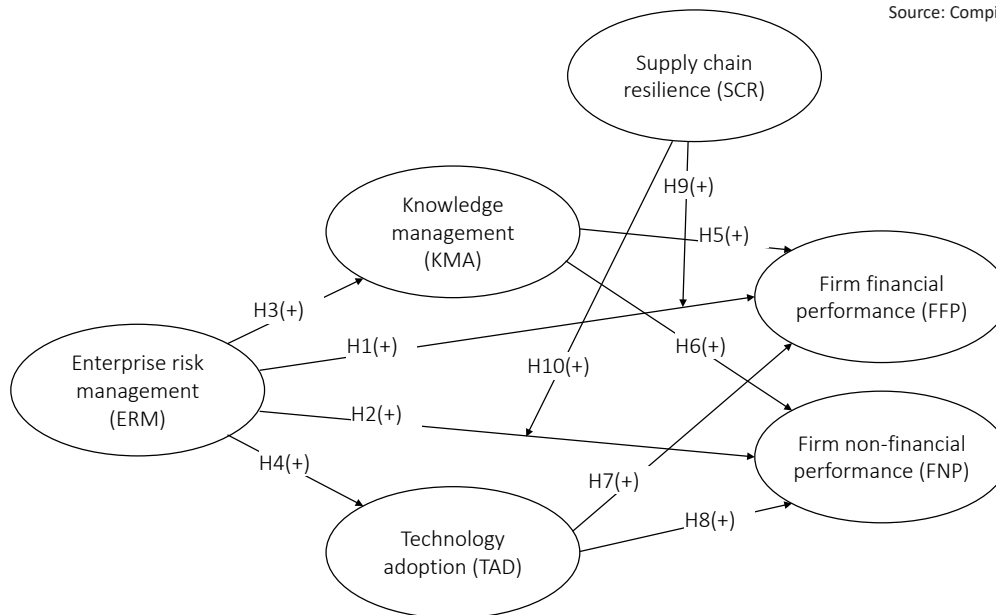 Source: Compi
Supply chain
resilience (SCR)
H9(+)
Knowledge
management
(KMA)
H5(+)
Firm financial
performance (FFP)
H3(+)
H1(+)
H6(+)
H10(+)
Enterprise risk
management
(ERM)
H2(+)
Firm non-financial
performance (FNP)
H4(+)
H7(+)
H8(+)
Technology
adoption (TAD)